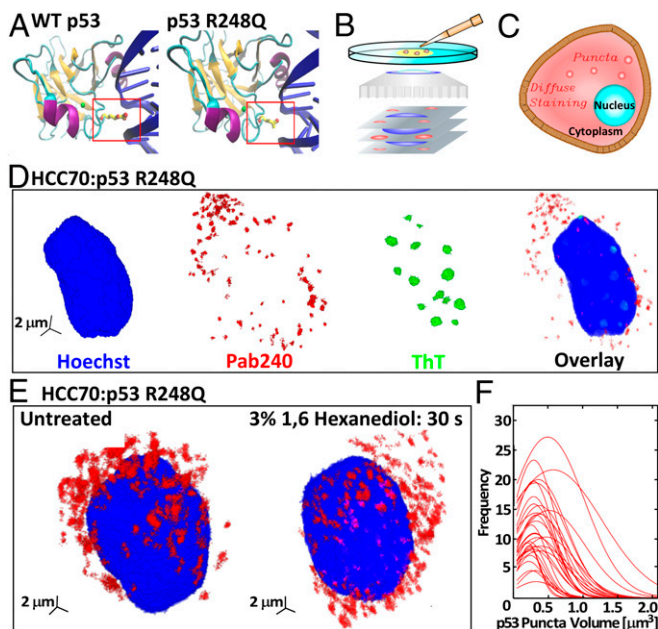 A WT p53 p53 R248Q
B
C
Puncta
Diffuse
Staining
Nucleus
Cytoplasm
D HCC70:p53 R248Q
2 μm
Hoechst Pab240 ThT Overlay
E HCC70:p53 R248Q
Untreated 3% 1,6 Hexanediol: 30 s
2 μm 2 μm
F
30
25
20
15
10
5
Frequency
0 0.5 1.0 1.5 2.0
p53 Puncta Volume [μm³]